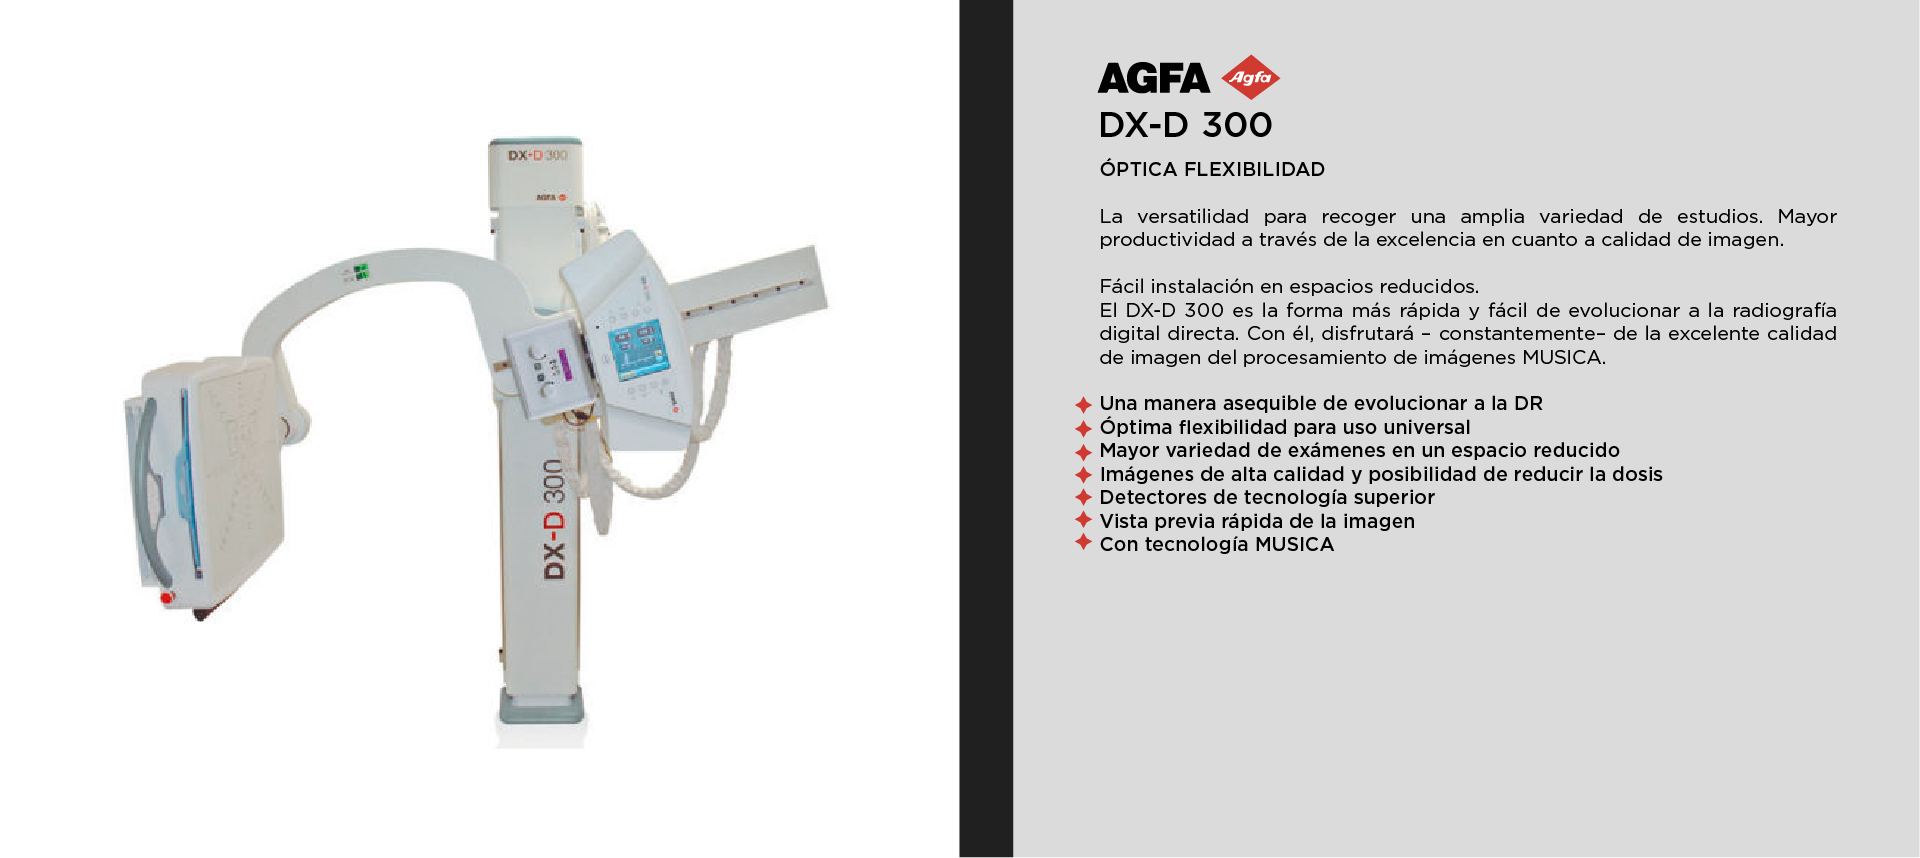 DX-D 300
AGFA
DX-D 300
AGFA Agfa
DX-D 300
ÓPTICA FLEXIBILIDAD
La versatilidad para recoger una amplia variedad de estudios. Mayor
productividad a través de la excelencia en cuanto a calidad de imagen.
Fácil instalación en espacios reducidos.
El DX-D 300 es la forma más rápida y fácil de evolucionar a la radiografía
digital directa. Con él, disfrutará – constantemente– de la excelente calidad
de imagen del procesamiento de imágenes MUSICA.
Una manera asequible de evolucionar a la DR
Óptima flexibilidad para uso universal
Mayor variedad de exámenes en un espacio reducido
Imágenes de alta calidad y posibilidad de reducir la dosis
Detectores de tecnología superior
Vista previa rápida de la imagen
Con tecnología MUSICA